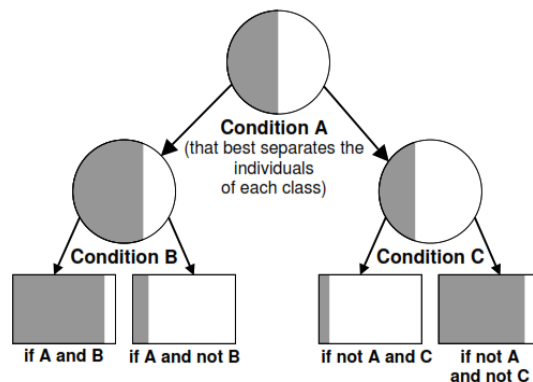 Condition A
(that best separates the
individuals
of each class)
Condition B
Condition C
if A and B
if A and not B
if not A and C
if not A
and not C